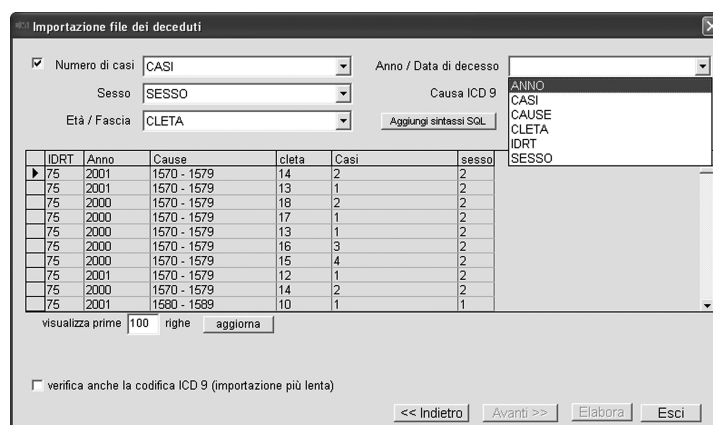 Importazione file dei deceduti
Numero di casi CASI Anno / Data di decesso
Sesso SESSO Causa ICD 9
Età / Fascia CLETA Aggiungi sintassi SQL
ANNO
CASI
CAUSE
CLETA
IDRT
SESSO
IDRT Anno Cause cleta Casi sesso
75 2001 1570 - 1579 14 2 2
75 2001 1570 - 1579 13 1 2
75 2000 1570 - 1579 18 2 2
75 2000 1570 - 1579 17 1 2
75 2000 1570 - 1579 13 1 2
75 2000 1570 - 1579 16 3 2
75 2000 1570 - 1579 15 4 2
75 2001 1570 - 1579 12 1 2
75 2000 1570 - 1579 14 2 2
75 2001 1580 - 1589 10 1 1
visualizza prime 100 righe aggiorna
verifica anche la codifica ICD 9 (importazione più lenta)
<< Indietro Avanti >> Elabora Esci